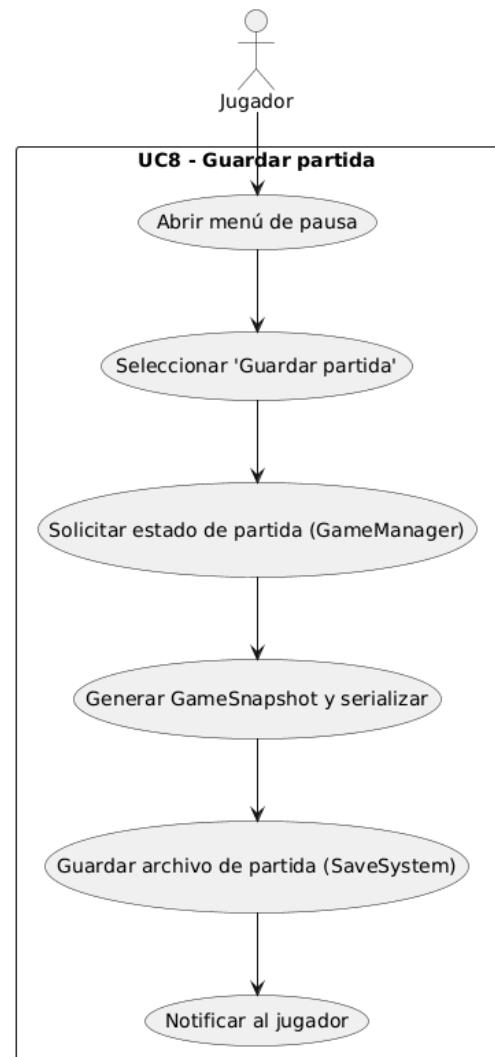 Jugador
UC8 - Guardar partida
Abrir menú de pausa
Seleccionar 'Guardar partida'
Solicitar estado de partida (GameManager)
Generar GameSnapshot y serializar
Guardar archivo de partida (SaveSystem)
Notificar al jugador